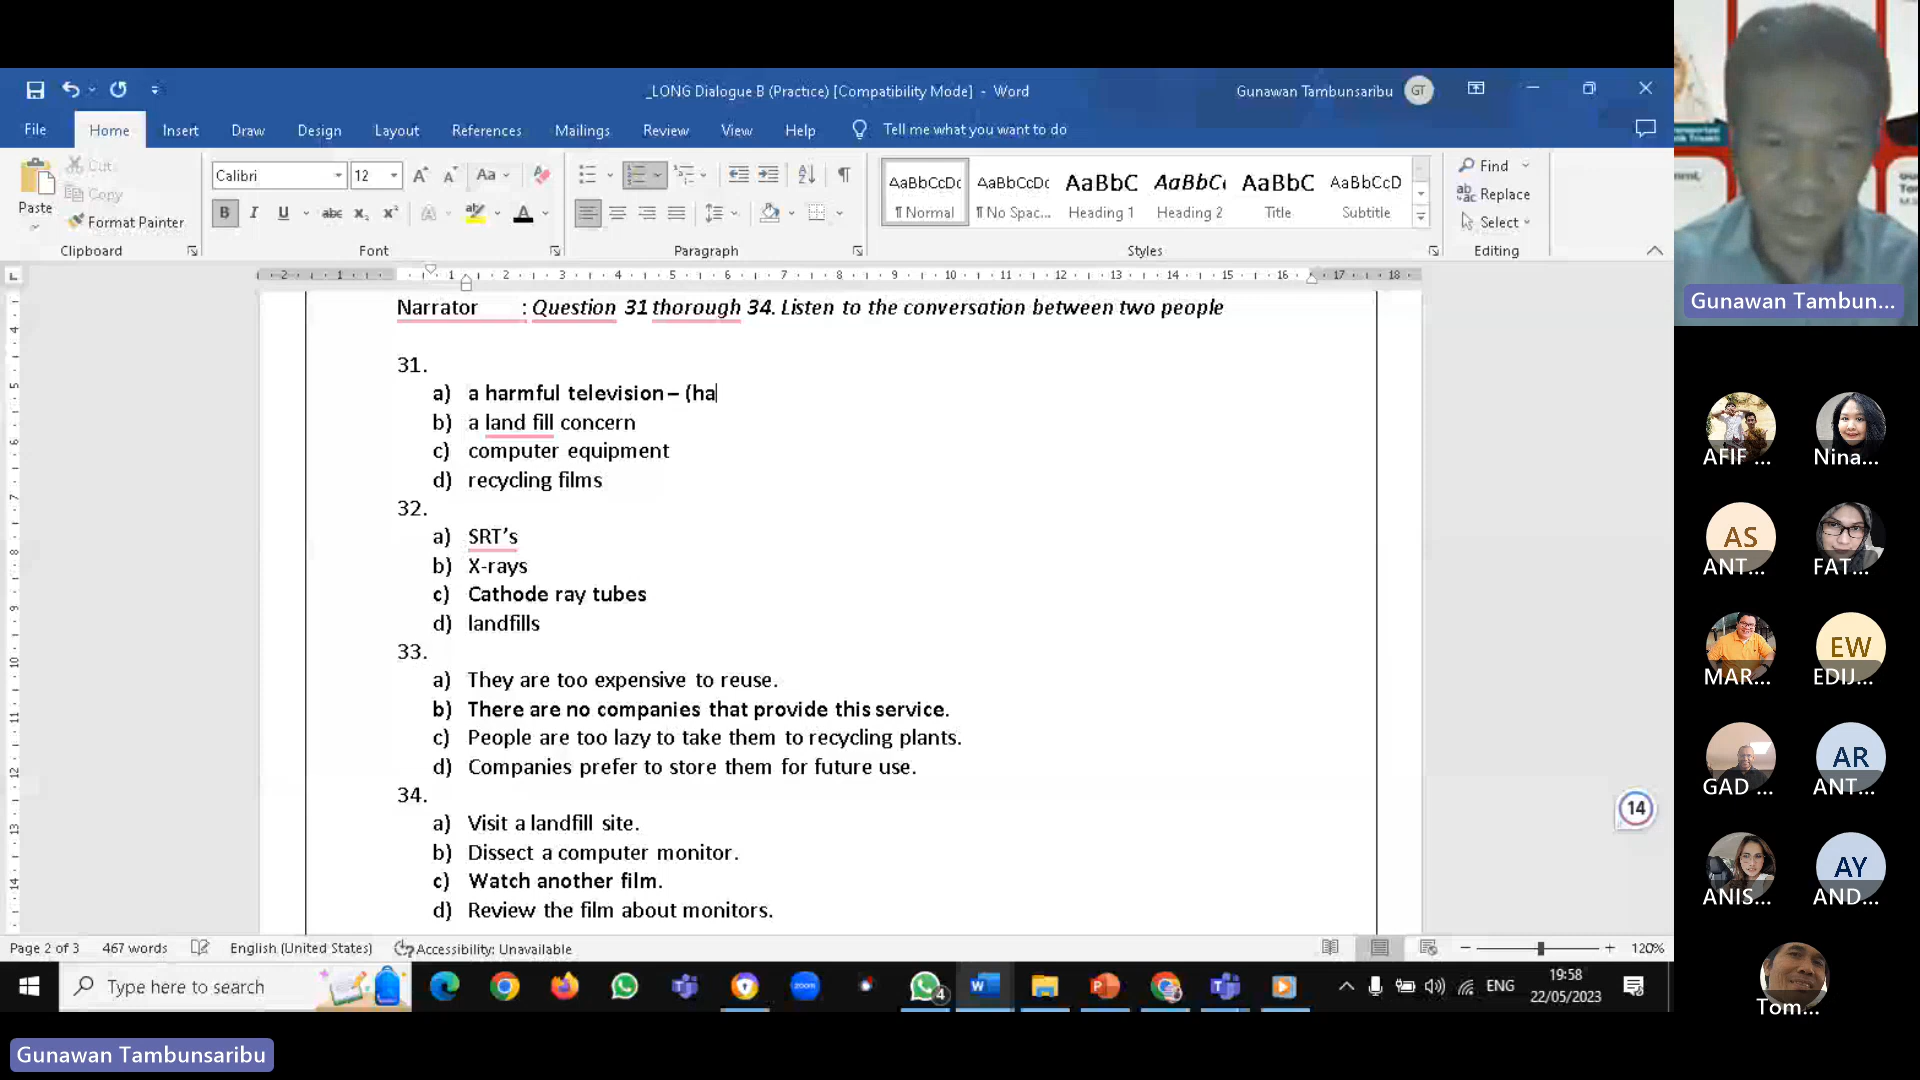 _LONG Dialogue B (Practice) [Compatibility Mode] - Word
Gunawan Tambunsaribu
GT
File Home Insert Draw Design Layout References Mailings Review View Help Tell me what you want to do
Paste
Cut
Copy
Format Painter
Clipboard
Calibri 12
Font
Paragraph
AaBbCcDc AaBbCcDc AaBbC AaBbCc AaBbC AaBbCcD
¶ Normal ¶ No Spac... Heading 1 Heading 2 Title Subtitle
Styles
Find
Replace
Select
Editing
Narrator : Question 31 thorough 34. Listen to the conversation between two people
31.
a) a harmful television – (ha
b) a land fill concern
c) computer equipment
d) recycling films
32.
a) SRT’s
b) X-rays
c) Cathode ray tubes
d) landfills
33.
a) They are too expensive to reuse.
b) There are no companies that provide this service.
c) People are too lazy to take them to recycling plants.
d) Companies prefer to store them for future use.
34.
a) Visit a landfill site.
b) Dissect a computer monitor.
c) Watch another film.
d) Review the film about monitors.
14
Page 2 of 3 467 words English (United States) Accessibility: Unavailable 120%
Type here to search
zoom
4
ENG
19:58
22/05/2023
Gunawan Tambunsaribu
Gunawan Tambun...
AFIF ...
Nina...
AS
ANT...
FAT...
MAR...
EW
EDIJ...
GAD ...
AR
ANT...
ANIS...
AY
AND...
Tom...